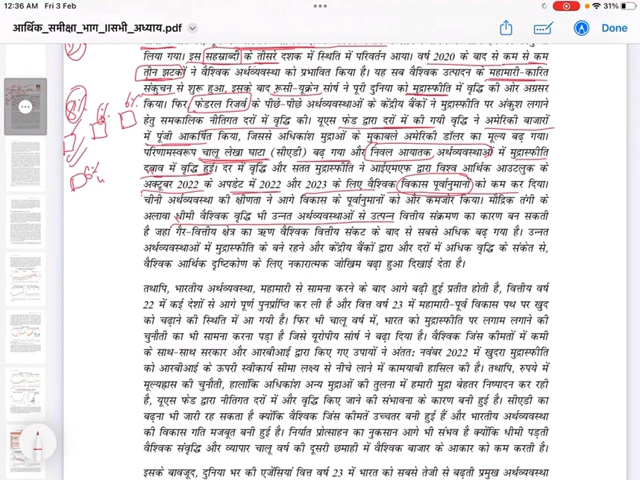 12:36 AM Fri 3 Feb
31%
आर्थिक_समीक्षा_भाग_IIसभी_अध्याय.pdf
Done
लिया गया। इस सहस्राब्दी के तीसरे दशक में स्थिति में परिवर्तन आया। वर्ष 2020 के बाद से कम से कम
तीन झटकों ने वैश्विक अर्थव्यवस्था को प्रभावित किया है। यह सब वैश्विक उत्पादन के महामारी-कारित
संकुचन से शुरू हुआ, इसके बाद रूसी-यूक्रेन संघर्ष ने पूरी दुनिया को मुद्रास्फीति में वृद्धि की ओर अग्रसर
किया। फिर फेडरल रिजर्व के पीछे-पीछे अर्थव्यवस्थाओं के केंद्रीय बैंकों ने मुद्रास्फीति पर अंकुश लगाने
हेतु समकालिक नीतिगत दरों में वृद्धि की। यूएस फेड द्वारा दरों में की गयी वृद्धि ने अमेरिकी बाजारों
में पूंजी आकर्षित किया, जिससे अधिकांश मुद्राओं के मुकाबले अमेरिकी डॉलर का मूल्य बढ़ गया।
परिणामस्वरूप चालू लेखा घाटा (सीएडी) बढ़ गया और निवल आयातक अर्थव्यवस्थाओं में मुद्रास्फीति
दबाव में वृद्धि हुई। दर में वृद्धि और सतत मुद्रास्फीति ने आईएमएफ द्वारा विश्व आर्थिक आउटलुक के
अक्टूबर 2022 के अपडेट में 2022 और 2023 के लिए वैश्विक विकास पूर्वानुमानों को कम कर दिया।
चीनी अर्थव्यवस्था की क्षीणता ने आगे विकास के पूर्वानुमानों को और कमजोर किया। मौद्रिक तंगी के
अलावा धीमी वैश्विक वृद्धि भी उन्नत अर्थव्यवस्थाओं से उत्पन्न वित्तीय संक्रमण का कारण बन सकती
है जहां गैर-वित्तीय क्षेत्र का ऋण वैश्विक वित्तीय संकट के बाद से सबसे अधिक बढ़ गया है। उन्नत
अर्थव्यवस्थाओं में मुद्रास्फीति के बने रहने और केंद्रीय बैंकों द्वारा और दरों में अधिक वृद्धि के संकेत से,
वैश्विक आर्थिक दृष्टिकोण के लिए नकारात्मक जोखिम बढ़ा हुआ दिखाई देता है।
तथापि, भारतीय अर्थव्यवस्था, महामारी से सामना करने के बाद आगे बढ़ी हुई प्रतीत होती है, वित्तीय वर्ष
22 में कई देशों से आगे पूर्ण पुनर्प्राप्ति कर ली है और वित्त वर्ष 23 में महामारी-पूर्व विकास पथ पर खुद
को चढ़ाने की स्थिति में आ गयी है। फिर भी चालू वर्ष में, भारत को मुद्रास्फीति पर लगाम लगाने की
चुनौती का भी सामना करना पड़ा है जिसे यूरोपीय संघर्ष ने बढ़ा दिया है। वैश्विक जिंस कीमतों में कमी
के साथ-साथ सरकार और आरबीआई द्वारा किए गए उपायों ने अंततः नवंबर 2022 में खुदरा मुद्रास्फीति
को आरबीआई के ऊपरी स्वीकार्य सीमा लक्ष्य से नीचे लाने में कामयाबी हासिल की है। तथापि, रुपये में
मूल्यह्रास की चुनौती, हालांकि अधिकांश अन्य मुद्राओं की तुलना में हमारी मुद्रा बेहतर निष्पादन कर रही
है, यूएस फेड द्वारा नीतिगत दरों में वृद्धि किए जाने की संभावना के कारण बनी हुई है। सीएडी का
बढ़ना भी जारी रह सकता है क्योंकि वैश्विक जिंस कीमतें उच्चतर बनी हुई हैं और भारतीय अर्थव्यवस्था
की विकास गति मजबूत बनी हुई है। निर्यात प्रोत्साहन का नुकसान आगे भी संभव है क्योंकि धीमी पड़ती
वैश्विक संवृद्धि और व्यापार चालू वर्ष की दूसरी छमाही में वैश्विक बाजार के आकार को कम करती है।
इसके बावजूद, दुनिया भर की एजेंसियां वित्त वर्ष 23 में भारत को सबसे तेजी से बढ़ती प्रमुख अर्थव्यवस्था